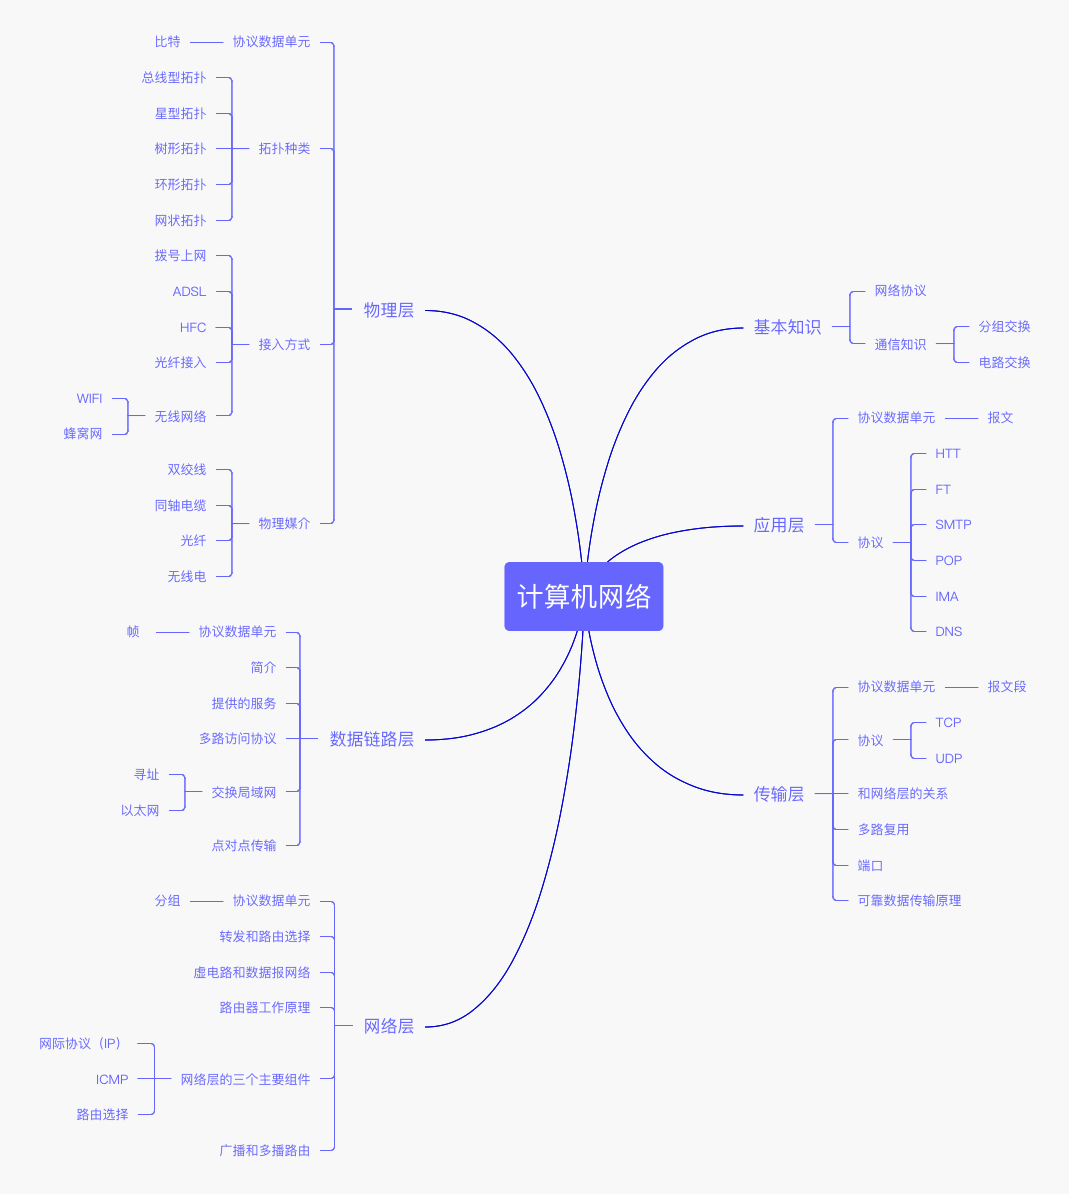 计算机网络
基本知识
网络协议
通信知识
分组交换
电路交换
应用层
协议数据单元
报文
协议
HTT
FT
SMTP
POP
IMA
DNS
传输层
协议数据单元
报文段
协议
TCP
UDP
和网络层的关系
多路复用
端口
可靠数据传输原理
物理层
协议数据单元
比特
拓扑种类
总线型拓扑
星型拓扑
树形拓扑
环形拓扑
网状拓扑
接入方式
拨号上网
ADSL
HFC
光纤接入
无线网络
WIFI
蜂窝网
物理媒介
双绞线
同轴电缆
光纤
无线电
数据链路层
协议数据单元
帧
简介
提供的服务
多路访问协议
交换局域网
寻址
以太网
点对点传输
网络层
协议数据单元
分组
转发和路由选择
虚电路和数据报网络
路由器工作原理
网络层的三个主要组件
网际协议（IP）
ICMP
路由选择
广播和多播路由